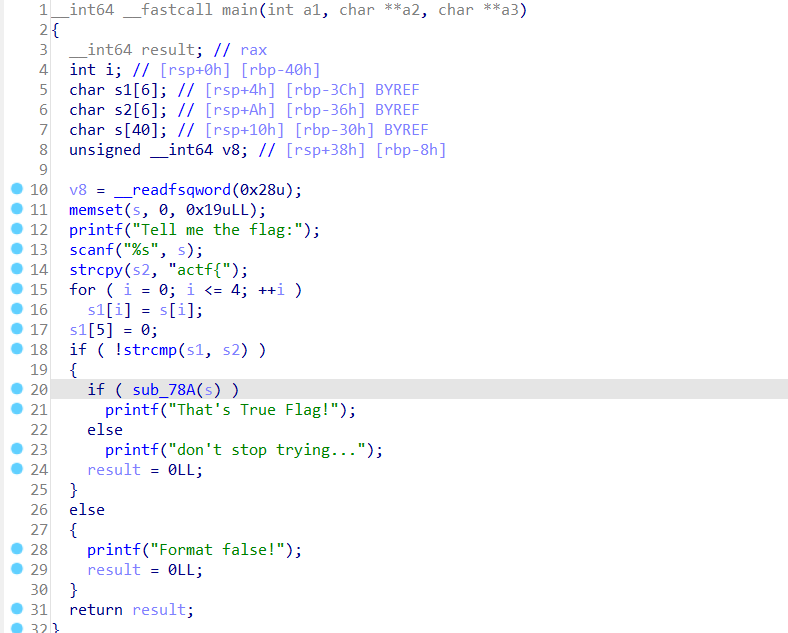 1 __int64 __fastcall main(int a1, char **a2, char **a3)
2 {
3   __int64 result; // rax
4   int i; // [rsp+0h] [rbp-40h]
5   char s1[6]; // [rsp+4h] [rbp-3Ch] BYREF
6   char s2[6]; // [rsp+Ah] [rbp-36h] BYREF
7   char s[40]; // [rsp+10h] [rbp-30h] BYREF
8   unsigned __int64 v8; // [rsp+38h] [rbp-8h]
9
10   v8 = __readfsqword(0x28u);
11   memset(s, 0, 0x19uLL);
12   printf("Tell me the flag:");
13   scanf("%s", s);
14   strcpy(s2, "actf{");
15   for ( i = 0; i <= 4; ++i )
16     s1[i] = s[i];
17   s1[5] = 0;
18   if ( !strcmp(s1, s2) )
19   {
20     if ( sub_78A(s) )
21       printf("That's True Flag!");
22     else
23       printf("don't stop trying...");
24     result = 0LL;
25   }
26   else
27   {
28     printf("Format false!");
29     result = 0LL;
30   }
31   return result;
32 }